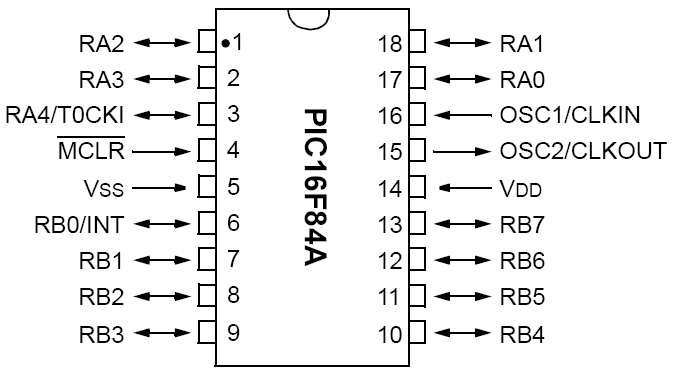 RA2 1 18 RA1
RA3 2 17 RA0
RA4/T0CKI 3 16 OSC1/CLKIN
MCLR 4 15 OSC2/CLKOUT
VSS 5 14 VDD
RB0/INT 6 13 RB7
RB1 7 12 RB6
RB2 8 11 RB5
RB3 9 10 RB4
PIC16F84A